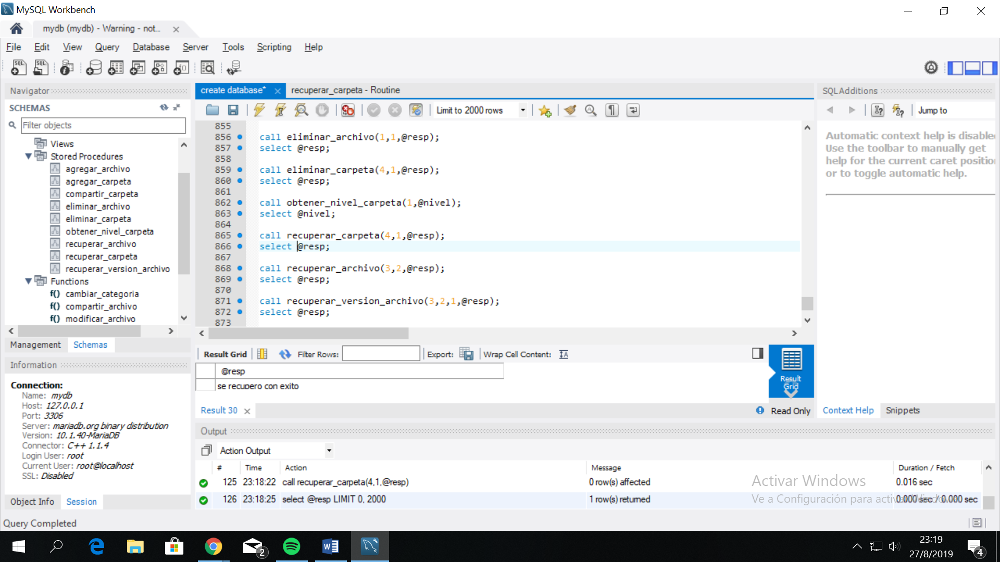 MySQL Workbench
mydb (mydb) - Warning - not...
File Edit View Query Database Server Tools Scripting Help
Navigator
SCHEMAS
Filter objects
Views
Stored Procedures
agregar_archivo
agregar_carpeta
compartir_carpeta
eliminar_archivo
eliminar_carpeta
obtener_nivel_carpeta
recuperar_archivo
recuperar_carpeta
recuperar_version_archivo
Functions
f() cambiar_categoria
f() compartir_archivo
f() modificar_archivo
Management Schemas
Information
Connection:
Name: mydb
Host: 127.0.0.1
Port: 3306
Server: mariadb.org binary distribution
Version: 10.1.40-MariaDB
Connector: C++ 1.1.4
Login User: root
Current User: root@localhost
SSL: Disabled
Object Info Session
Query Completed
create database* recuperar_carpeta - Routine
Limit to 2000 rows
855
856 call eliminar_archivo(1,1,@resp);
857 select @resp;
858
859 call eliminar_carpeta(4,1,@resp);
860 select @resp;
861
862 call obtener_nivel_carpeta(1,@nivel);
863 select @nivel;
864
865 call recuperar_carpeta(4,1,@resp);
866 select @resp;
867
868 call recuperar_archivo(3,2,@resp);
869 select @resp;
870
871 call recuperar_version_archivo(3,2,1,@resp);
872 select @resp;
873
Result Grid Filter Rows: Export: Wrap Cell Content:
@resp
se recupero con exito
Result Grid
Result 30 Read Only
SQLAdditions
Jump to
Automatic context help is disabled
Use the toolbar to manually get
help for the current caret position
or to toggle automatic help.
Context Help Snippets
Output
Action Output
# Time Action Message Duration / Fetch
125 23:18:22 call recuperar_carpeta(4,1,@resp) 0 row(s) affected 0.016 sec
126 23:18:25 select @resp LIMIT 0, 2000 1 row(s) returned 0.000 sec / 0.000 sec
Activar Windows
Ve a Configuración para activar Windows.
2
23:19
27/8/2019
4